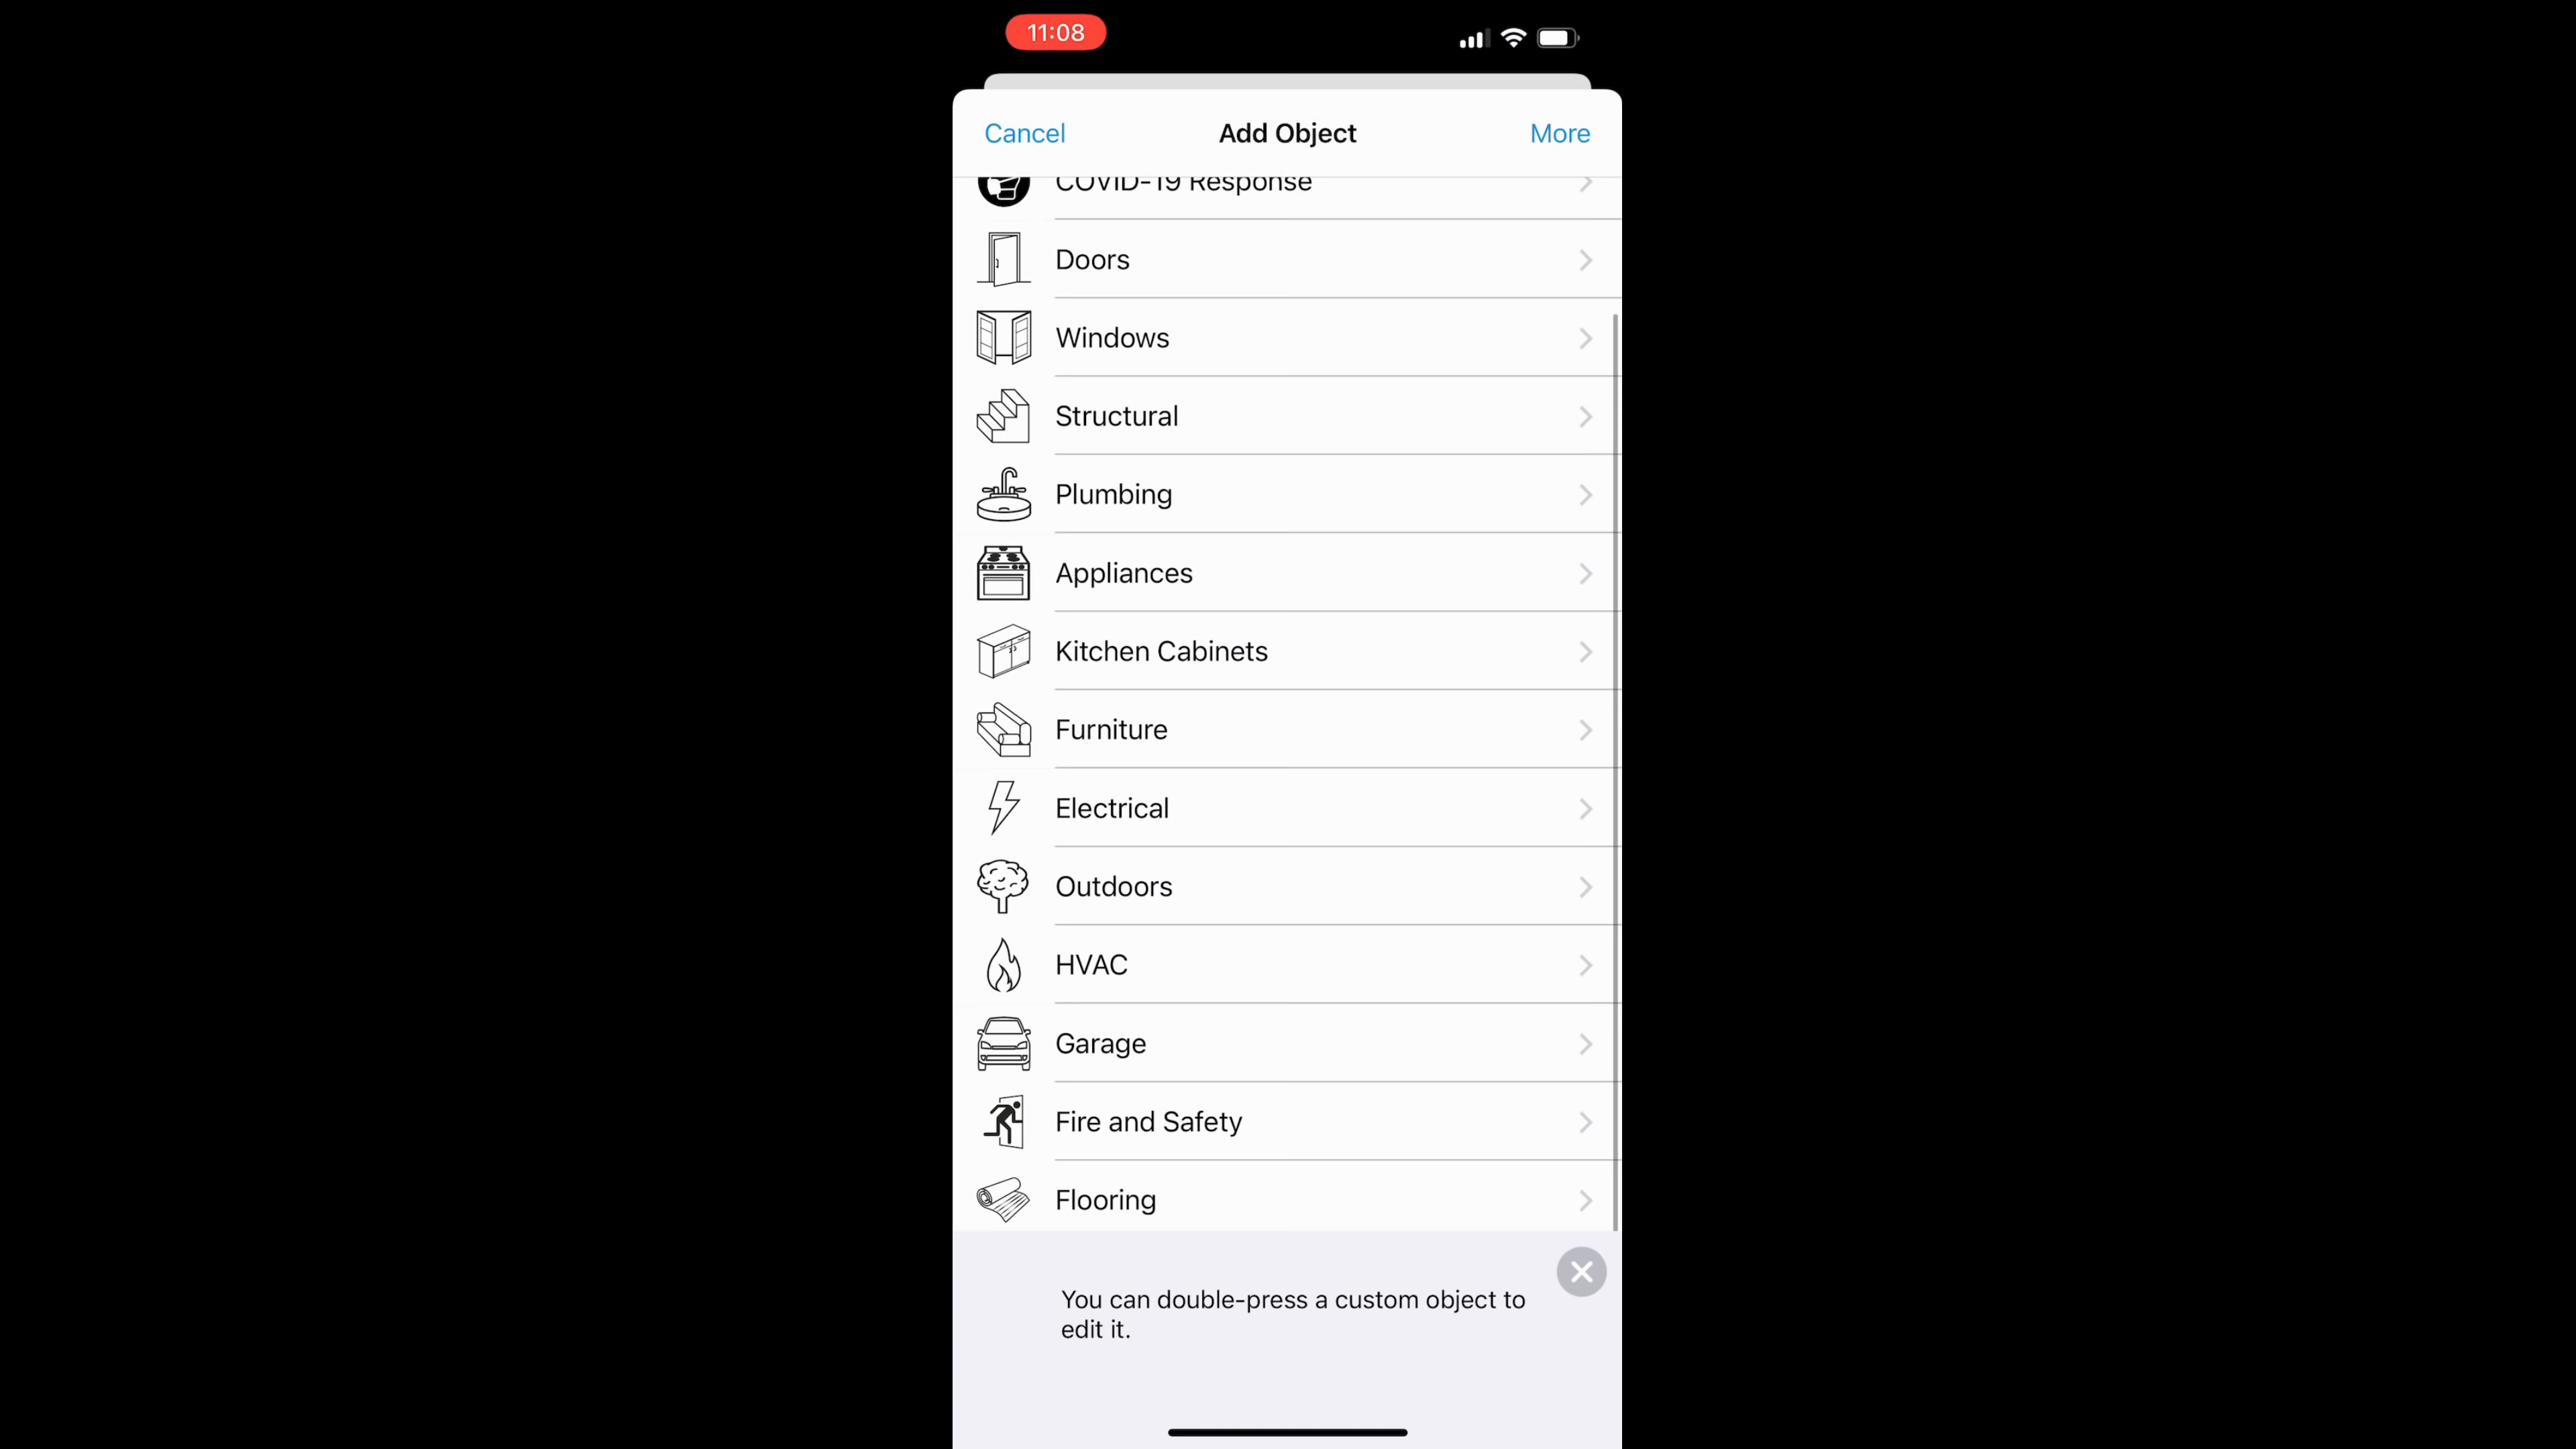 11:08
Cancel
Add Object
More
COVID-19 Response
Doors
Windows
Structural
Plumbing
Appliances
Kitchen Cabinets
Furniture
Electrical
Outdoors
HVAC
Garage
Fire and Safety
Flooring
You can double-press a custom object to
edit it.